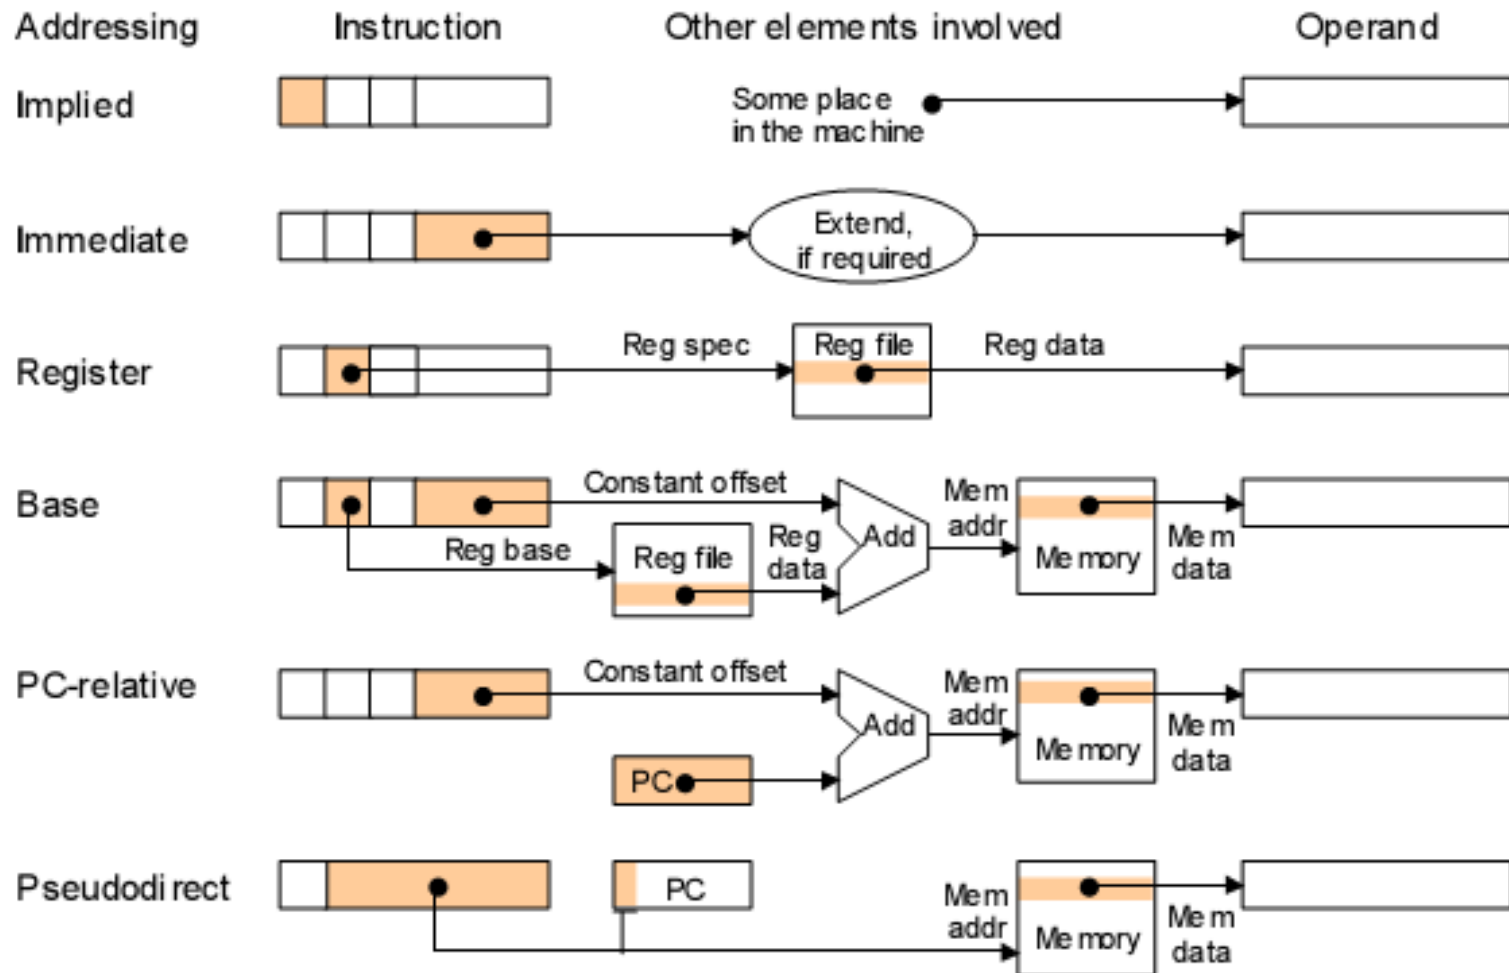 Addressing Instruction Other elements involved Operand
Implied
Some place
in the machine
Immediate
Extend,
if required
Register
Reg spec
Reg file
Reg data
Base
Constant offset
Reg base
Reg file
Reg
data
Add
Mem
addr
Memory
Mem
data
PC-relative
Constant offset
PC
Add
Mem
addr
Memory
Mem
data
Pseudodirect
PC
Mem
addr
Memory
Mem
data